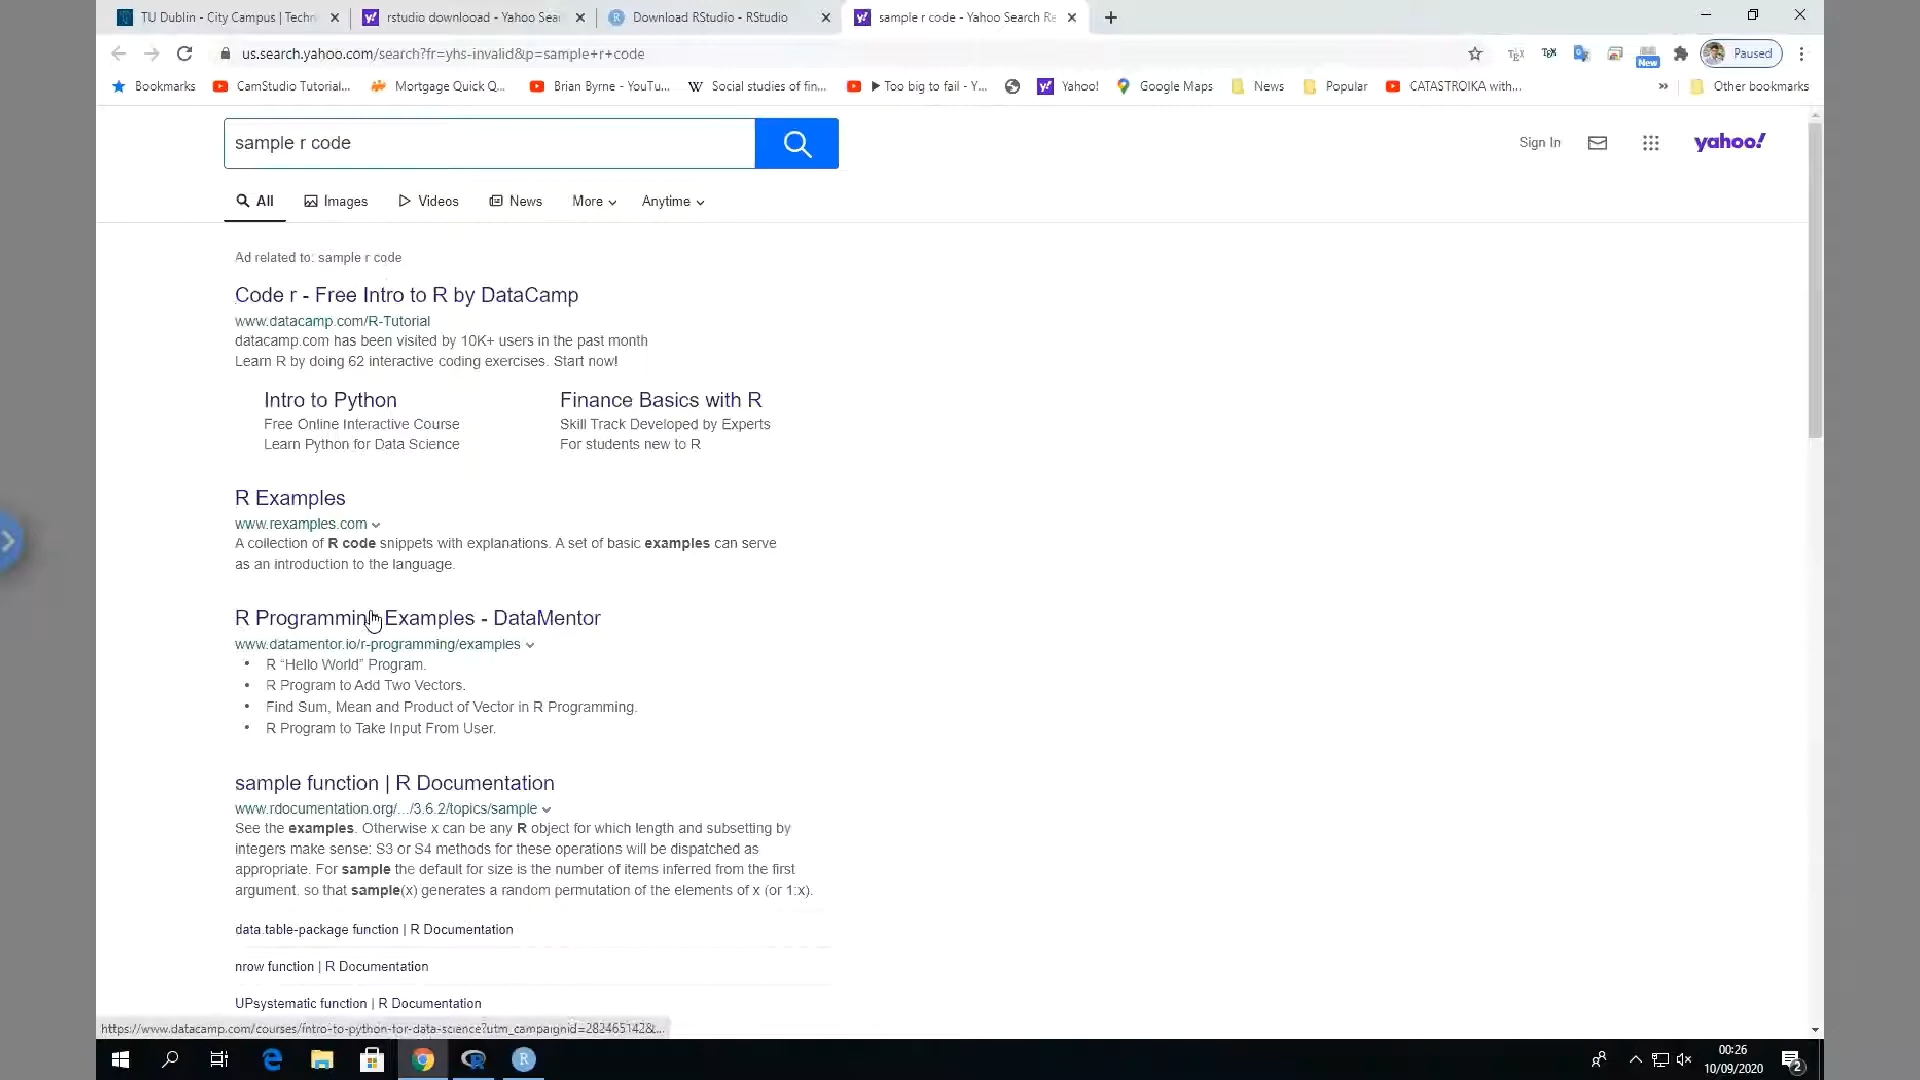 TU Dublin - City Campus | Techn
rstudio downlooad - Yahoo Sear
Download RStudio - RStudio
sample r code - Yahoo Search Re
us.search.yahoo.com/search?fr=yhs-invalid&p=sample+r+code
New
Paused
Bookmarks
CamStudio Tutorial...
Mortgage Quick Q...
Brian Byrne - YouTu...
Social studies of fin...
▶ Too big to fail - Y...
Yahoo!
Google Maps
News
Popular
CATASTROIKA with...
»
Other bookmarks
sample r code
Sign In
yahoo!
All
Images
Videos
News
More
Anytime
Ad related to: sample r code
Code r - Free Intro to R by DataCamp
www.datacamp.com/R-Tutorial
datacamp.com has been visited by 10K+ users in the past month
Learn R by doing 62 interactive coding exercises. Start now!
Intro to Python
Free Online Interactive Course
Learn Python for Data Science
Finance Basics with R
Skill Track Developed by Experts
For students new to R
R Examples
www.rexamples.com
A collection of R code snippets with explanations. A set of basic examples can serve
as an introduction to the language.
R Programming Examples - DataMentor
www.datamentor.io/r-programming/examples
• R “Hello World” Program.
• R Program to Add Two Vectors.
• Find Sum, Mean and Product of Vector in R Programming.
• R Program to Take Input From User.
sample function | R Documentation
www.rdocumentation.org/.../3.6.2/topics/sample
See the examples. Otherwise x can be any R object for which length and subsetting by
integers make sense: S3 or S4 methods for these operations will be dispatched as
appropriate. For sample the default for size is the number of items inferred from the first
argument, so that sample(x) generates a random permutation of the elements of x (or 1:x).
data.table-package function | R Documentation
nrow function | R Documentation
UPsystematic function | R Documentation
https://www.datacamp.com/courses/intro-to-python-for-data-science?utm_campaignid=282465142&t...
00:26
10/09/2020
2